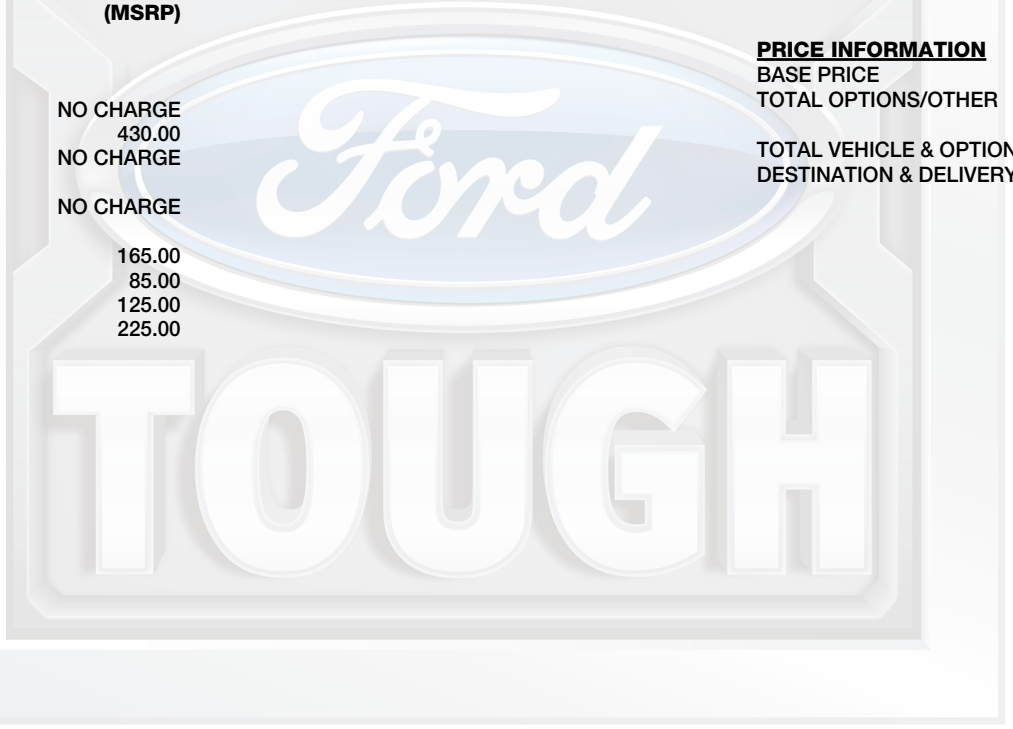 (MSRP)
NO CHARGE
430.00
NO CHARGE
NO CHARGE
165.00
85.00
125.00
225.00
PRICE INFORMATION
BASE PRICE
TOTAL OPTIONS/OTHER
TOTAL VEHICLE & OPTION
DESTINATION & DELIVERY
Ford
TOUGH